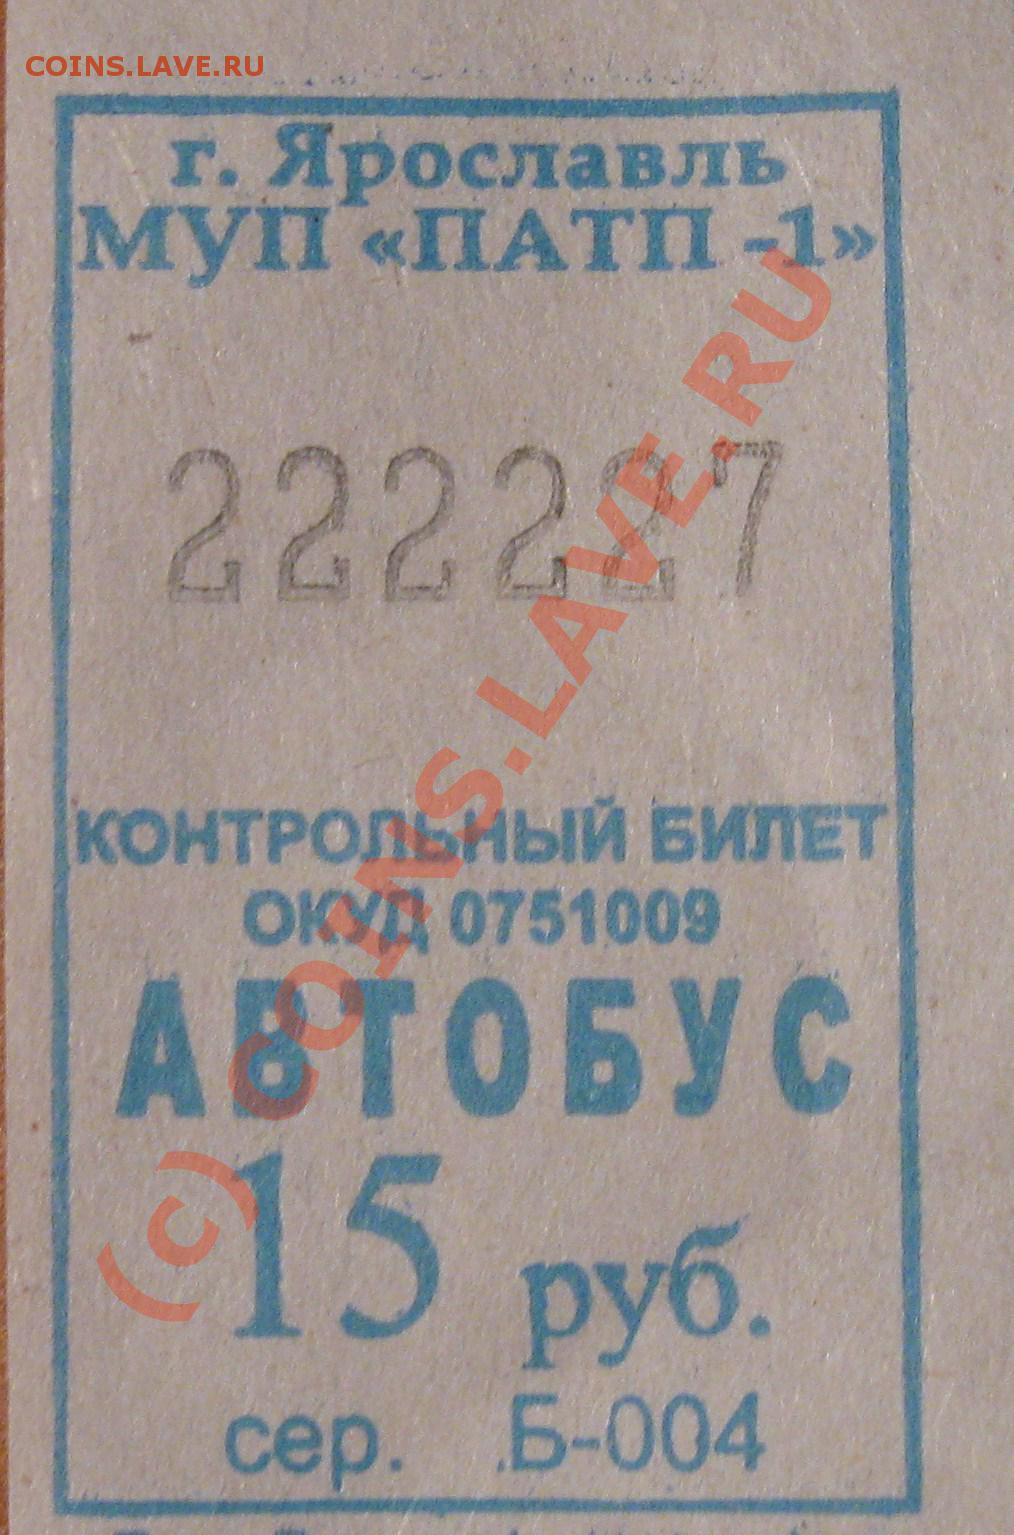 COINS.LAVE.RU
г. Ярославль
МУП «ПАТП -1»
222227
КОНТРОЛЬНЫЙ БИЛЕТ
ОКУД 0751009
АВТОБУС
15 руб.
сер. Б-004
(c) COINS.LAVE.RU